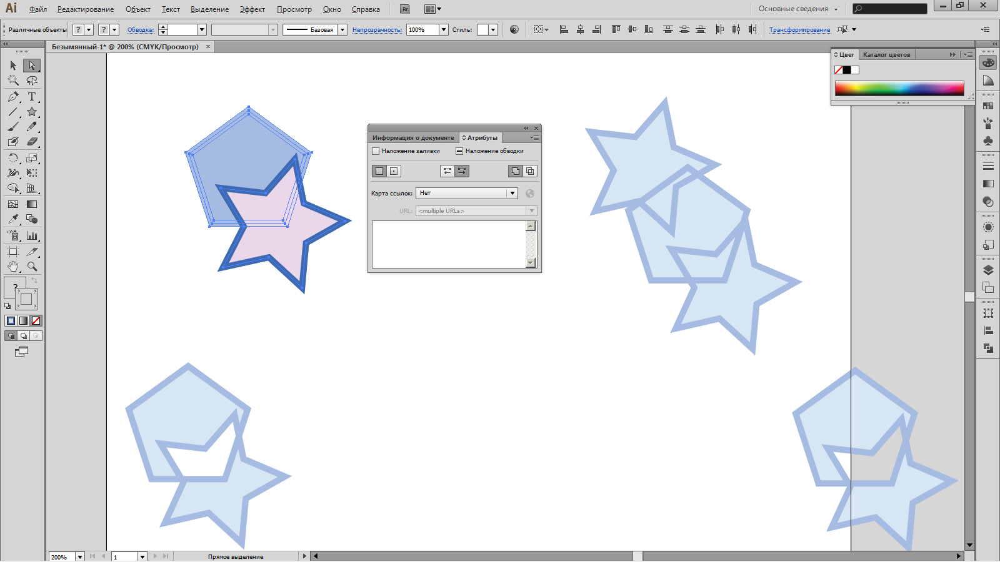 Ai Файл Редактирование Объект Текст Выделение Эффект Просмотр Окно Справка Br Основные сведения
Различные объекты ? ? Обводка: Базовая Непрозрачность: 100% Стиль: Трансформирование
Безымянный-1* @ 200% (CMYK/Просмотр) ×
Цвет Каталог цветов
Информация о документе Атрибуты
Наложение заливки Наложение обводки
Карта ссылок: Нет
URL: <multiple URLs>
T
?
? ?
? ?
200% 1 Прямое выделение